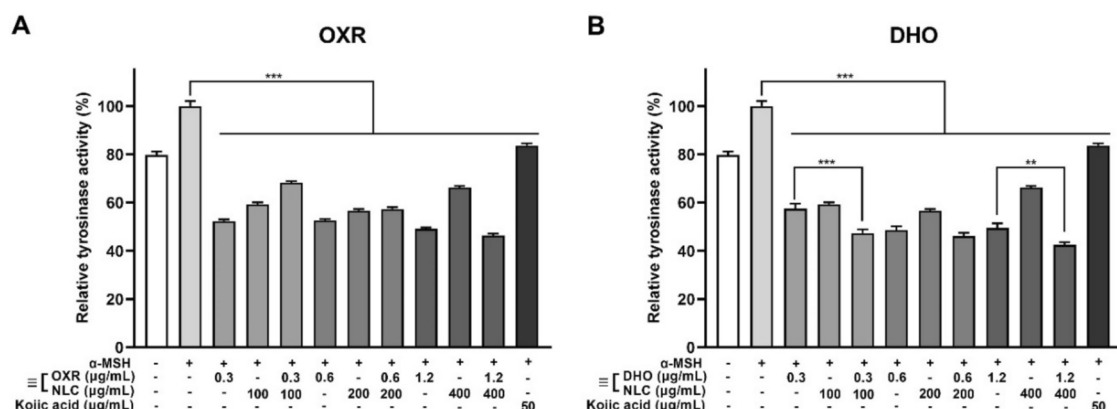 A
OXR
Relative tyrosinase activity (%)
100
80
60
40
20
0
***
α-MSH - + + + + + + + + + + +
OXR (μg/mL) - - 0.3 - 0.3 0.6 - 0.6 1.2 - 1.2 -
NLC (μg/mL) - - - 100 100 - 200 200 - 400 400 -
Kojic acid (μg/mL) - - - - - - - - - - - 50
B
DHO
Relative tyrosinase activity (%)
100
80
60
40
20
0
***
***
**
α-MSH - + + + + + + + + + + +
DHO (μg/mL) - - 0.3 - 0.3 0.6 - 0.6 1.2 - 1.2 -
NLC (μg/mL) - - - 100 100 - 200 200 - 400 400 -
Kojic acid (μg/mL) - - - - - - - - - - - 50